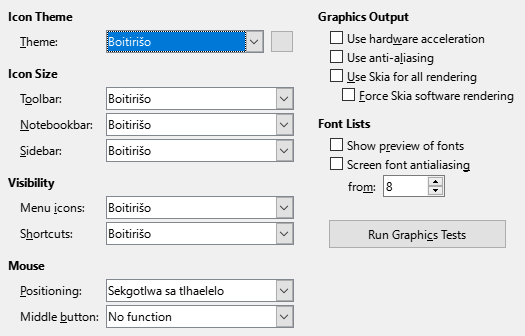 Icon Theme
Theme: Boitirišo
Icon Size
Toolbar: Boitirišo
Notebookbar: Boitirišo
Sidebar: Boitirišo
Visibility
Menu icons: Boitirišo
Shortcuts: Boitirišo
Mouse
Positioning: Sekgotlwa sa tlhaelelo
Middle button: No function
Graphics Output
Use hardware acceleration
Use anti-aliasing
Use Skia for all rendering
Force Skia software rendering
Font Lists
Show preview of fonts
Screen font antialiasing
from: 8
Run Graphics Tests